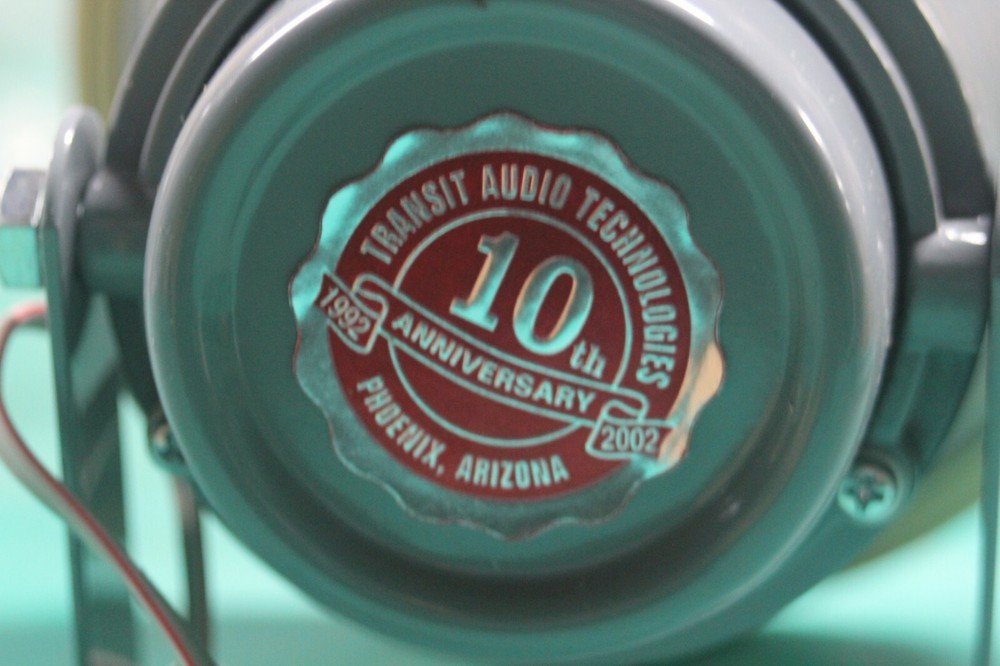 TRANSIT AUDIO TECHNOLOGIES
10th
1992 ANNIVERSARY 2002
PHOENIX, ARIZONA